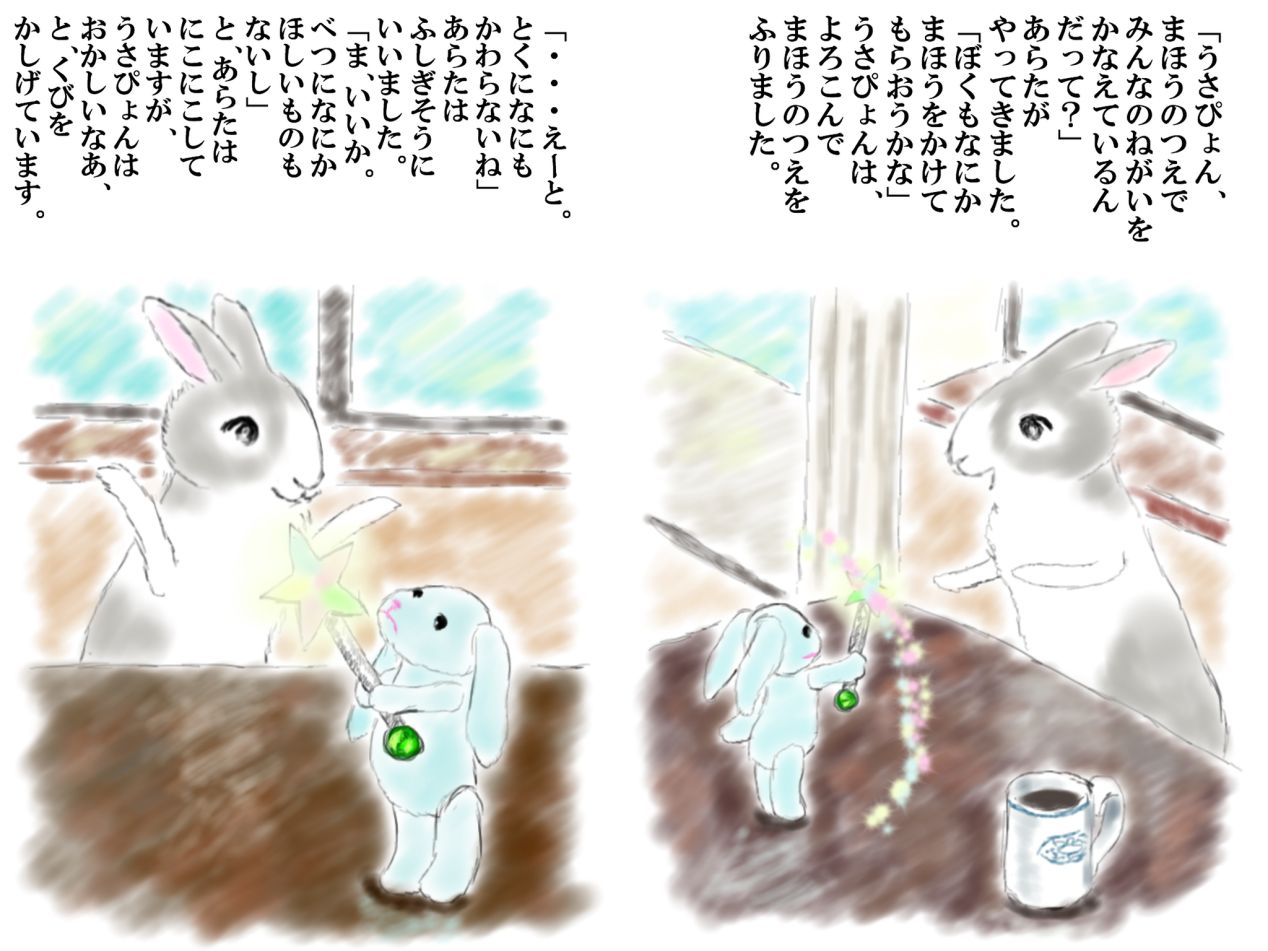 「うさぴょん、
まほうのつえで
みんなのねがいを
かなえているん
だって？」
あらたが
やってきました。
「ぼくもなにか
まほうをかけて
もらおうかな」
うさぴょんは、
よろこんで
まほうのつえを
ふりました。
「・・・えーと。
とくになにも
かわらないね」
あらたは
ふしぎそうに
いいました。
「ま、いいか。
べつになにか
ほしいものも
ないし」
と、あらたは
にこにこして
いますが、
うさぴょんは
おかしいなあ、
と、くびを
かしげています。